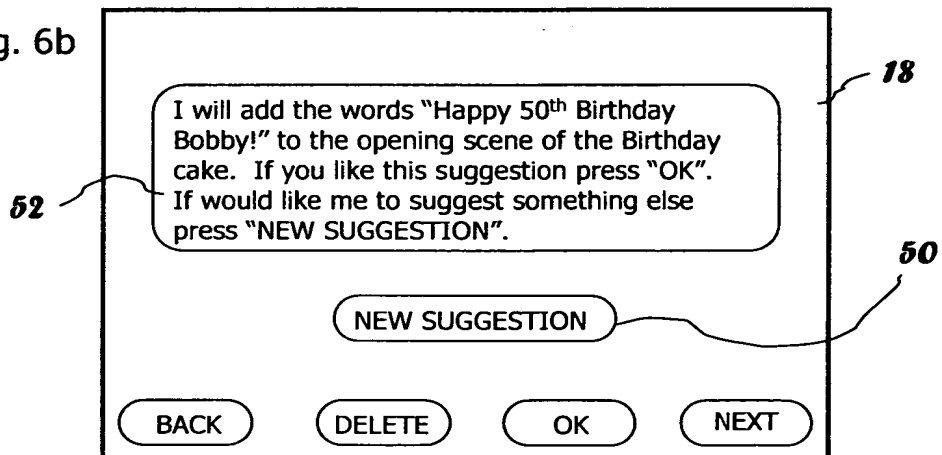 g. 6b
18
I will add the words “Happy 50th Birthday
Bobby!” to the opening scene of the Birthday
cake. If you like this suggestion press “OK”.
If would like me to suggest something else
press “NEW SUGGESTION”.
52
50
NEW SUGGESTION
BACK DELETE OK NEXT